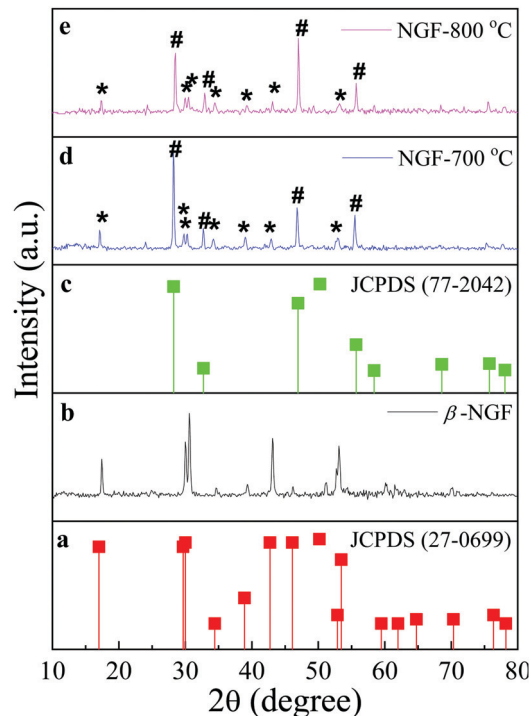 e
NGF-800 °C
* # * * # * * * # * #
d
NGF-700 °C
* # * * # * * * # * #
c
JCPDS (77-2042)
b
β-NGF
a
JCPDS (27-0699)
Intensity (a.u.)
10 20 30 40 50 60 70 80
2θ (degree)